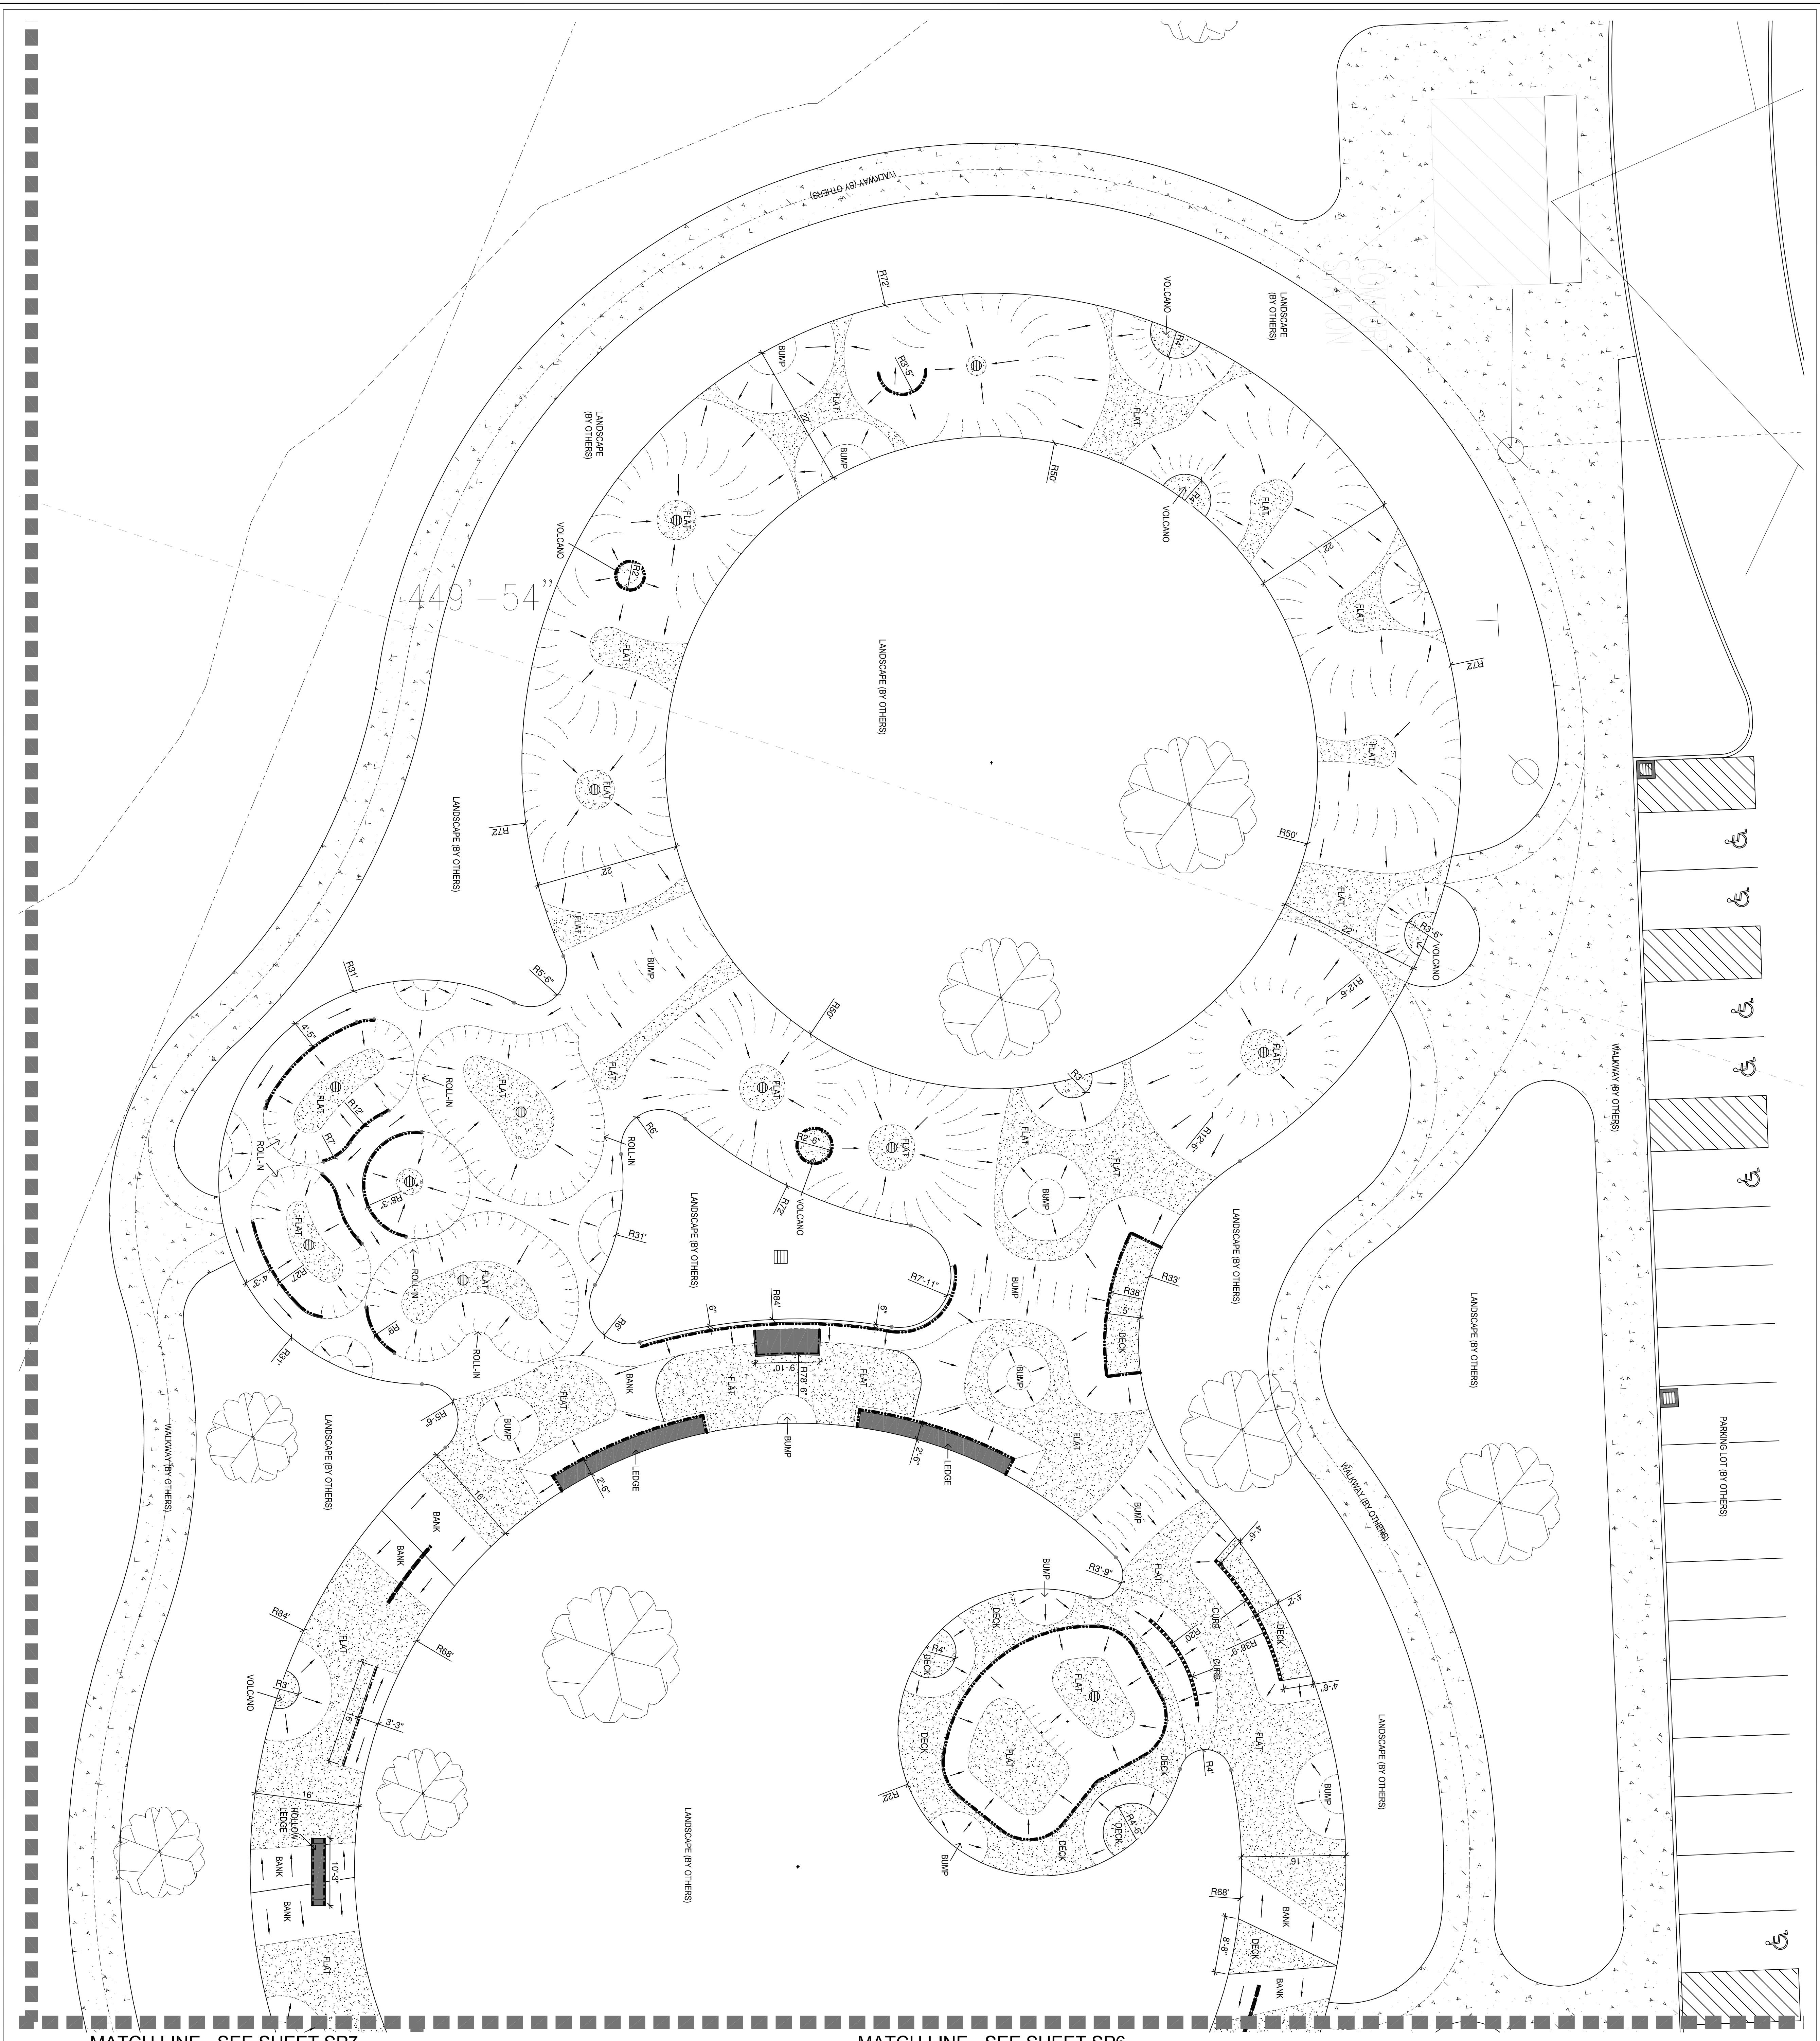 WALKWAY (BY OTHERS)
R72'
VOLCANO
R4'
LANDSCAPE
(BY OTHERS)
BUMP
R3'-5"
22'
FLAT
FLAT
LANDSCAPE
(BY OTHERS)
BUMP
R50'
R4'
FLAT
VOLCANO
FLAT
VOLCANO
22'
R2'
449'-54"
FLAT
FLAT
LANDSCAPE (BY OTHERS)
R72'
FLAT
FLAT
LANDSCAPE (BY OTHERS)
R72'
R50'
22'
FLAT
FLAT
22'
R3'-6"
VOLCANO
BUMP
R31'
R5'-6"
R12'-6"
R50'
4'-5"
FLAT
FLAT
ROLL-IN
FLAT
FLAT
R3'
WALKWAY (BY OTHERS)
R12'
R7'
R6'
R2'-6"
FLAT
FLAT
FLAT
R12'-6"
ROLL-IN
ROLL-IN
R8'-3"
BUMP
LANDSCAPE (BY OTHERS)
R72'
VOLCANO
LANDSCAPE (BY OTHERS)
FLAT
R31'
4'-3"
R27'
ROLL-IN
FLAT
R7'-11"
BUMP
R33'
R38'
5'
DECK
R84'
6"
6"
R6'
R9'
R31'
ROLL-IN
LANDSCAPE (BY OTHERS)
BANK
9'-10"
R78'-6"
FLAT
FLAT
BUMP
FLAT
R5'-6"
BUMP
BUMP
FLAT
LANDSCAPE (BY OTHERS)
WALKWAY (BY OTHERS)
LEDGE
2'-6"
2'-6"
LEDGE
PARKING LOT (BY OTHERS)
16'
BANK
BANK
BUMP
WALKWAY (BY OTHERS)
4'-6"
BUMP
R3'-9"
FLAT
4'-2"
R84'
FLAT
R68'
DECK
CURB
R20'
R38'-9"
DECK
CURB
R4'
DECK
FLAT
4'-6"
R3'
VOLCANO
16'
3'-3"
FLAT
DECK
FLAT
R4'
DECK
LANDSCAPE (BY OTHERS)
R22'
BUMP
16'
HOLLOW
LEDGE
R4'-6"
DECK
DECK
BUMP
LANDSCAPE (BY OTHERS)
BANK
10'-3"
16'
BANK
R68'
BANK
FLAT
8'-8"
DECK
BANK
MATCH LINE - SEE SHEET SP7
MATCH LINE - SEE SHEET SP6